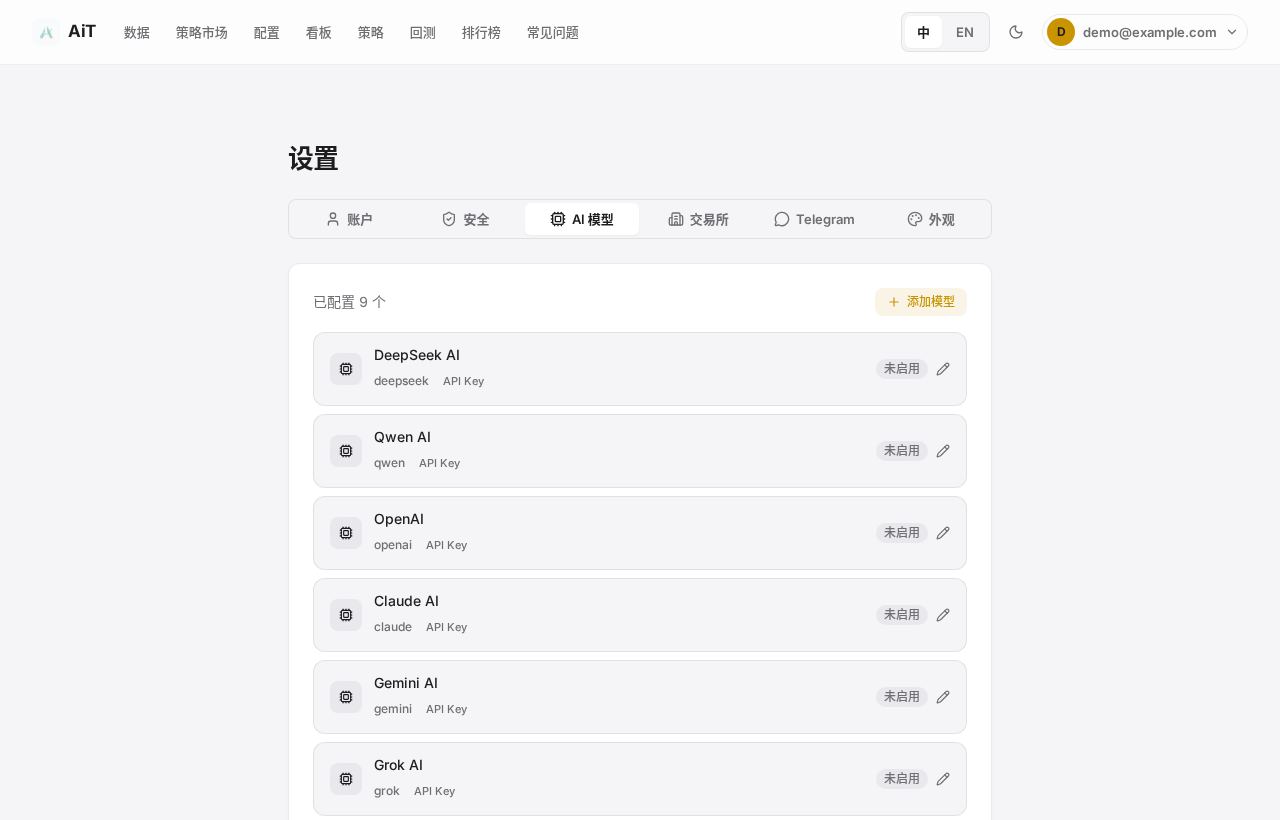 AiT 数据 策略市场 配置 看板 策略 回测 排行榜 常见问题 中 EN D demo@example.com
设置
账户 安全 AI 模型 交易所 Telegram 外观
已配置 9 个 添加模型
DeepSeek AI
deepseek API Key 未启用
Qwen AI
qwen API Key 未启用
OpenAI
openai API Key 未启用
Claude AI
claude API Key 未启用
Gemini AI
gemini API Key 未启用
Grok AI
grok API Key 未启用